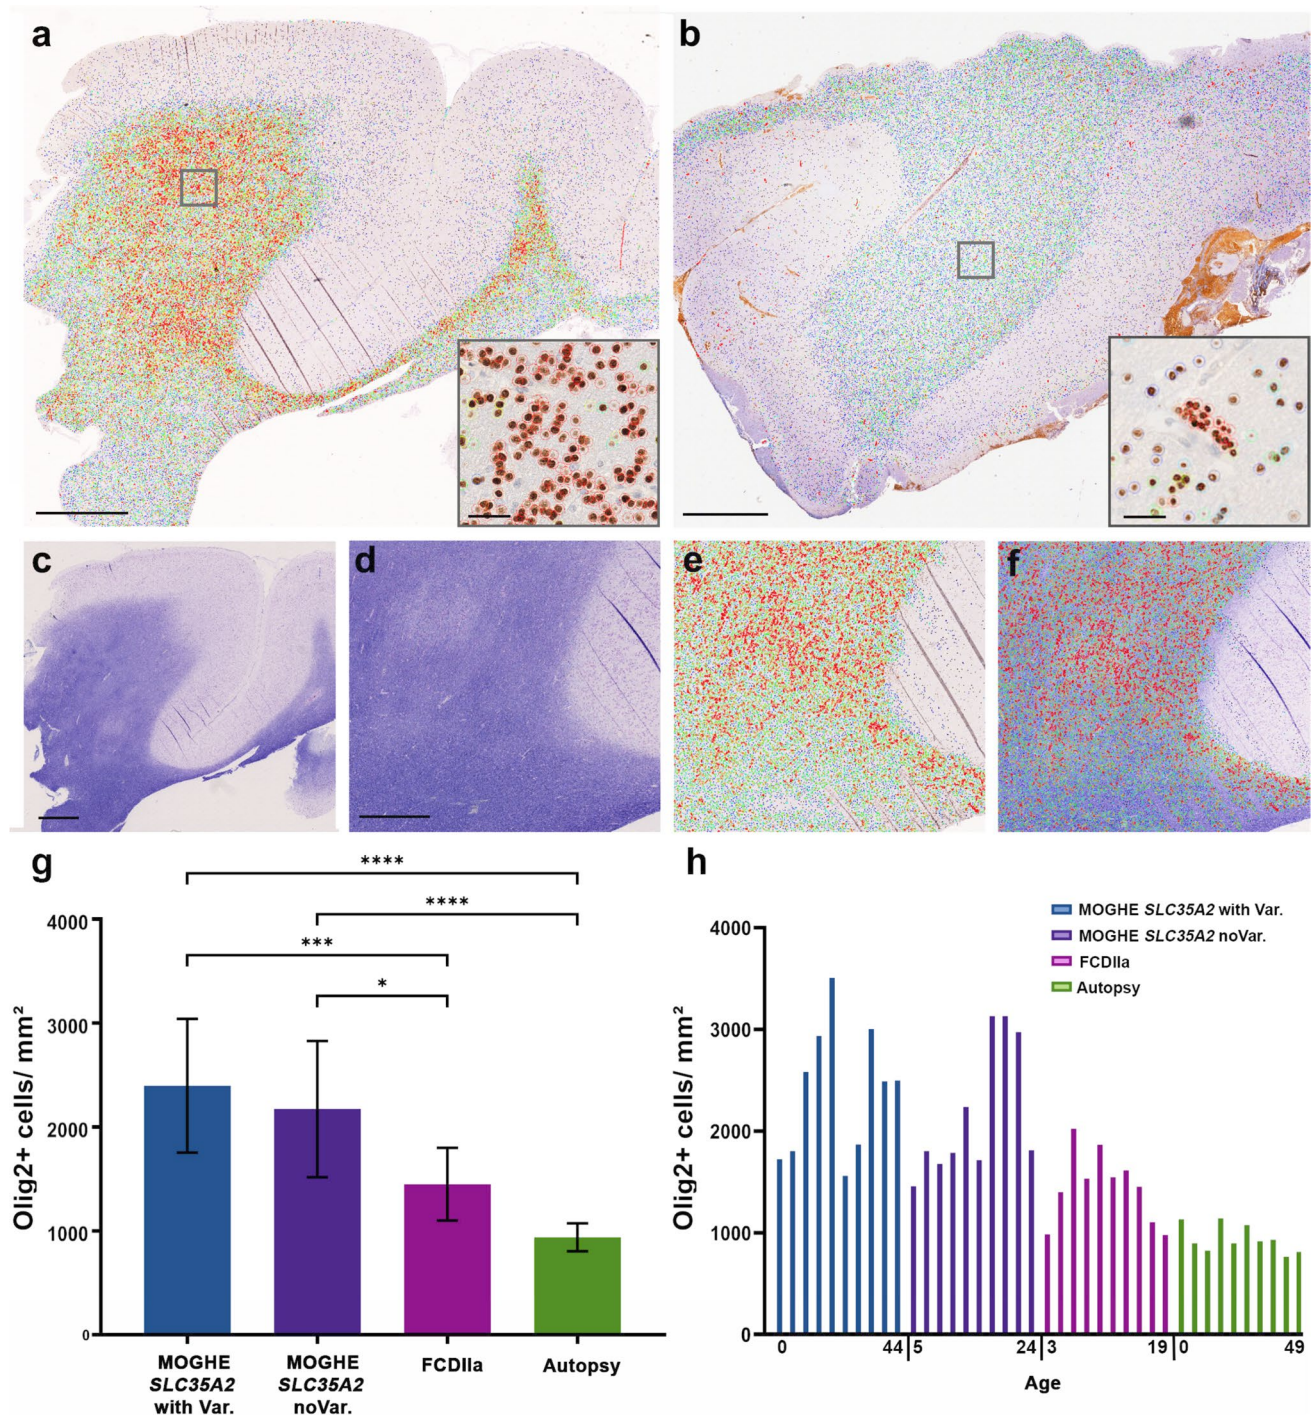 a
b
c
d
e
f
g
****
****
***
*
4000
3000
2000
1000
0
Olig2+ cells/ mm²
MOGHE
SLC35A2
with Var.
MOGHE
SLC35A2
noVar.
FCDIIa
Autopsy
h
MOGHE SLC35A2 with Var.
MOGHE SLC35A2 noVar.
FCDIIa
Autopsy
4000
3000
2000
1000
0
Olig2+ cells/ mm²
0 44 5 24 3 19 0 49
Age